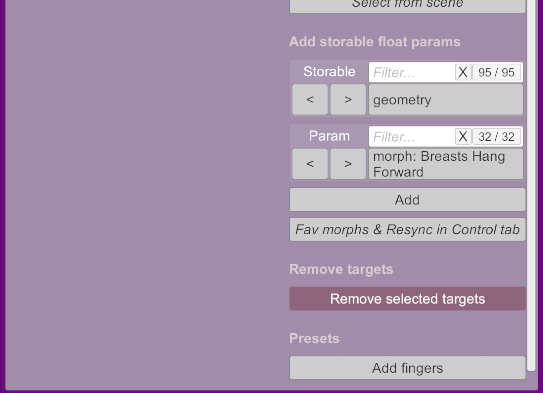 Select from scene
Add storable float params
Storable Filter... X 95 / 95
< > geometry
Param Filter... X 32 / 32
< > morph: Breasts Hang
Forward
Add
Fav morphs & Resync in Control tab
Remove targets
Remove selected targets
Presets
Add fingers